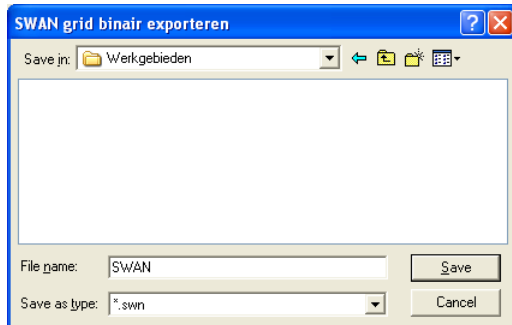 SWAN grid binair exporteren
Save in: Werkgebieden
File name: SWAN Save
Save as type: *.swn Cancel